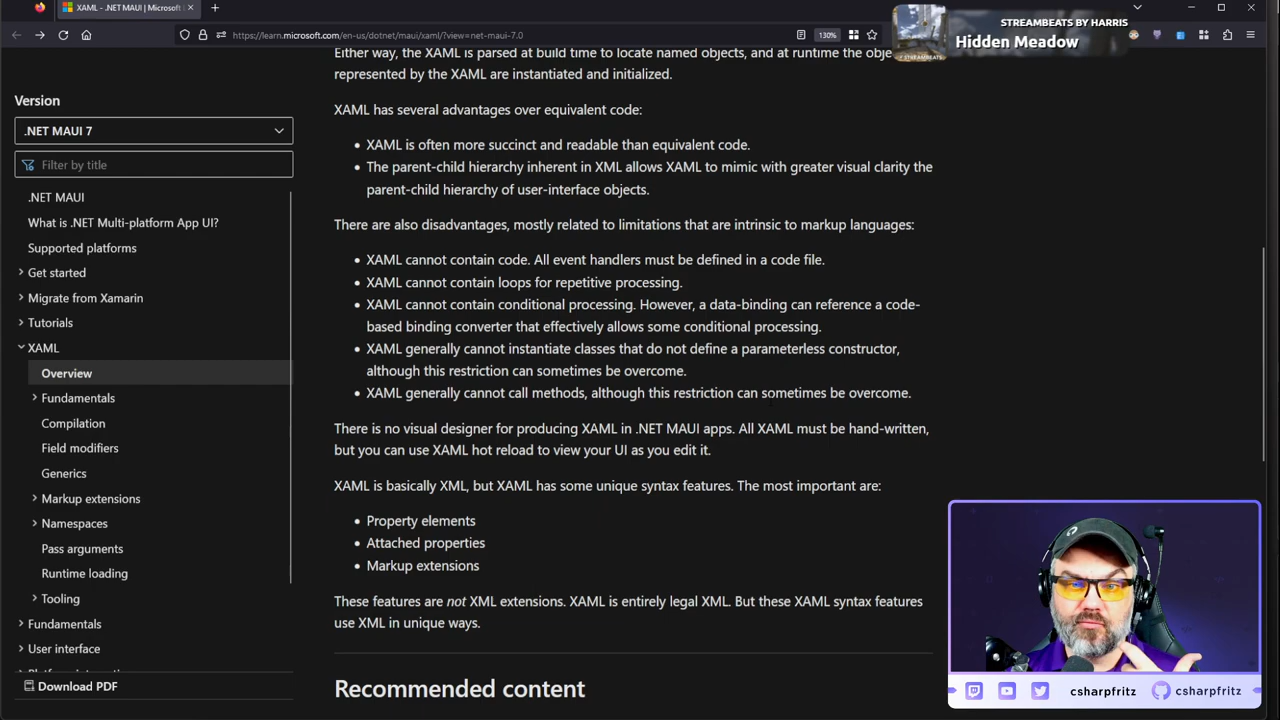 XAML - .NET MAUI | Microsoft
STREAMBEATS BY HARRIS
Hidden Meadow
STREAMBEATS
https://learn.microsoft.com/en-us/dotnet/maui/xaml/?view=net-maui-7.0
130%
Version
.NET MAUI 7
Filter by title
.NET MAUI
What is .NET Multi-platform App UI?
Supported platforms
Get started
Migrate from Xamarin
Tutorials
XAML
Overview
Fundamentals
Compilation
Field modifiers
Generics
Markup extensions
Namespaces
Pass arguments
Runtime loading
Tooling
Fundamentals
User interface
Download PDF
Either way, the XAML is parsed at build time to locate named objects, and at runtime the obje
represented by the XAML are instantiated and initialized.
XAML has several advantages over equivalent code:
• XAML is often more succinct and readable than equivalent code.
• The parent-child hierarchy inherent in XML allows XAML to mimic with greater visual clarity the
parent-child hierarchy of user-interface objects.
There are also disadvantages, mostly related to limitations that are intrinsic to markup languages:
• XAML cannot contain code. All event handlers must be defined in a code file.
• XAML cannot contain loops for repetitive processing.
• XAML cannot contain conditional processing. However, a data-binding can reference a code-
based binding converter that effectively allows some conditional processing.
• XAML generally cannot instantiate classes that do not define a parameterless constructor,
although this restriction can sometimes be overcome.
• XAML generally cannot call methods, although this restriction can sometimes be overcome.
There is no visual designer for producing XAML in .NET MAUI apps. All XAML must be hand-written,
but you can use XAML hot reload to view your UI as you edit it.
XAML is basically XML, but XAML has some unique syntax features. The most important are:
• Property elements
• Attached properties
• Markup extensions
These features are not XML extensions. XAML is entirely legal XML. But these XAML syntax features
use XML in unique ways.
Recommended content
csharpfritz
csharpfritz